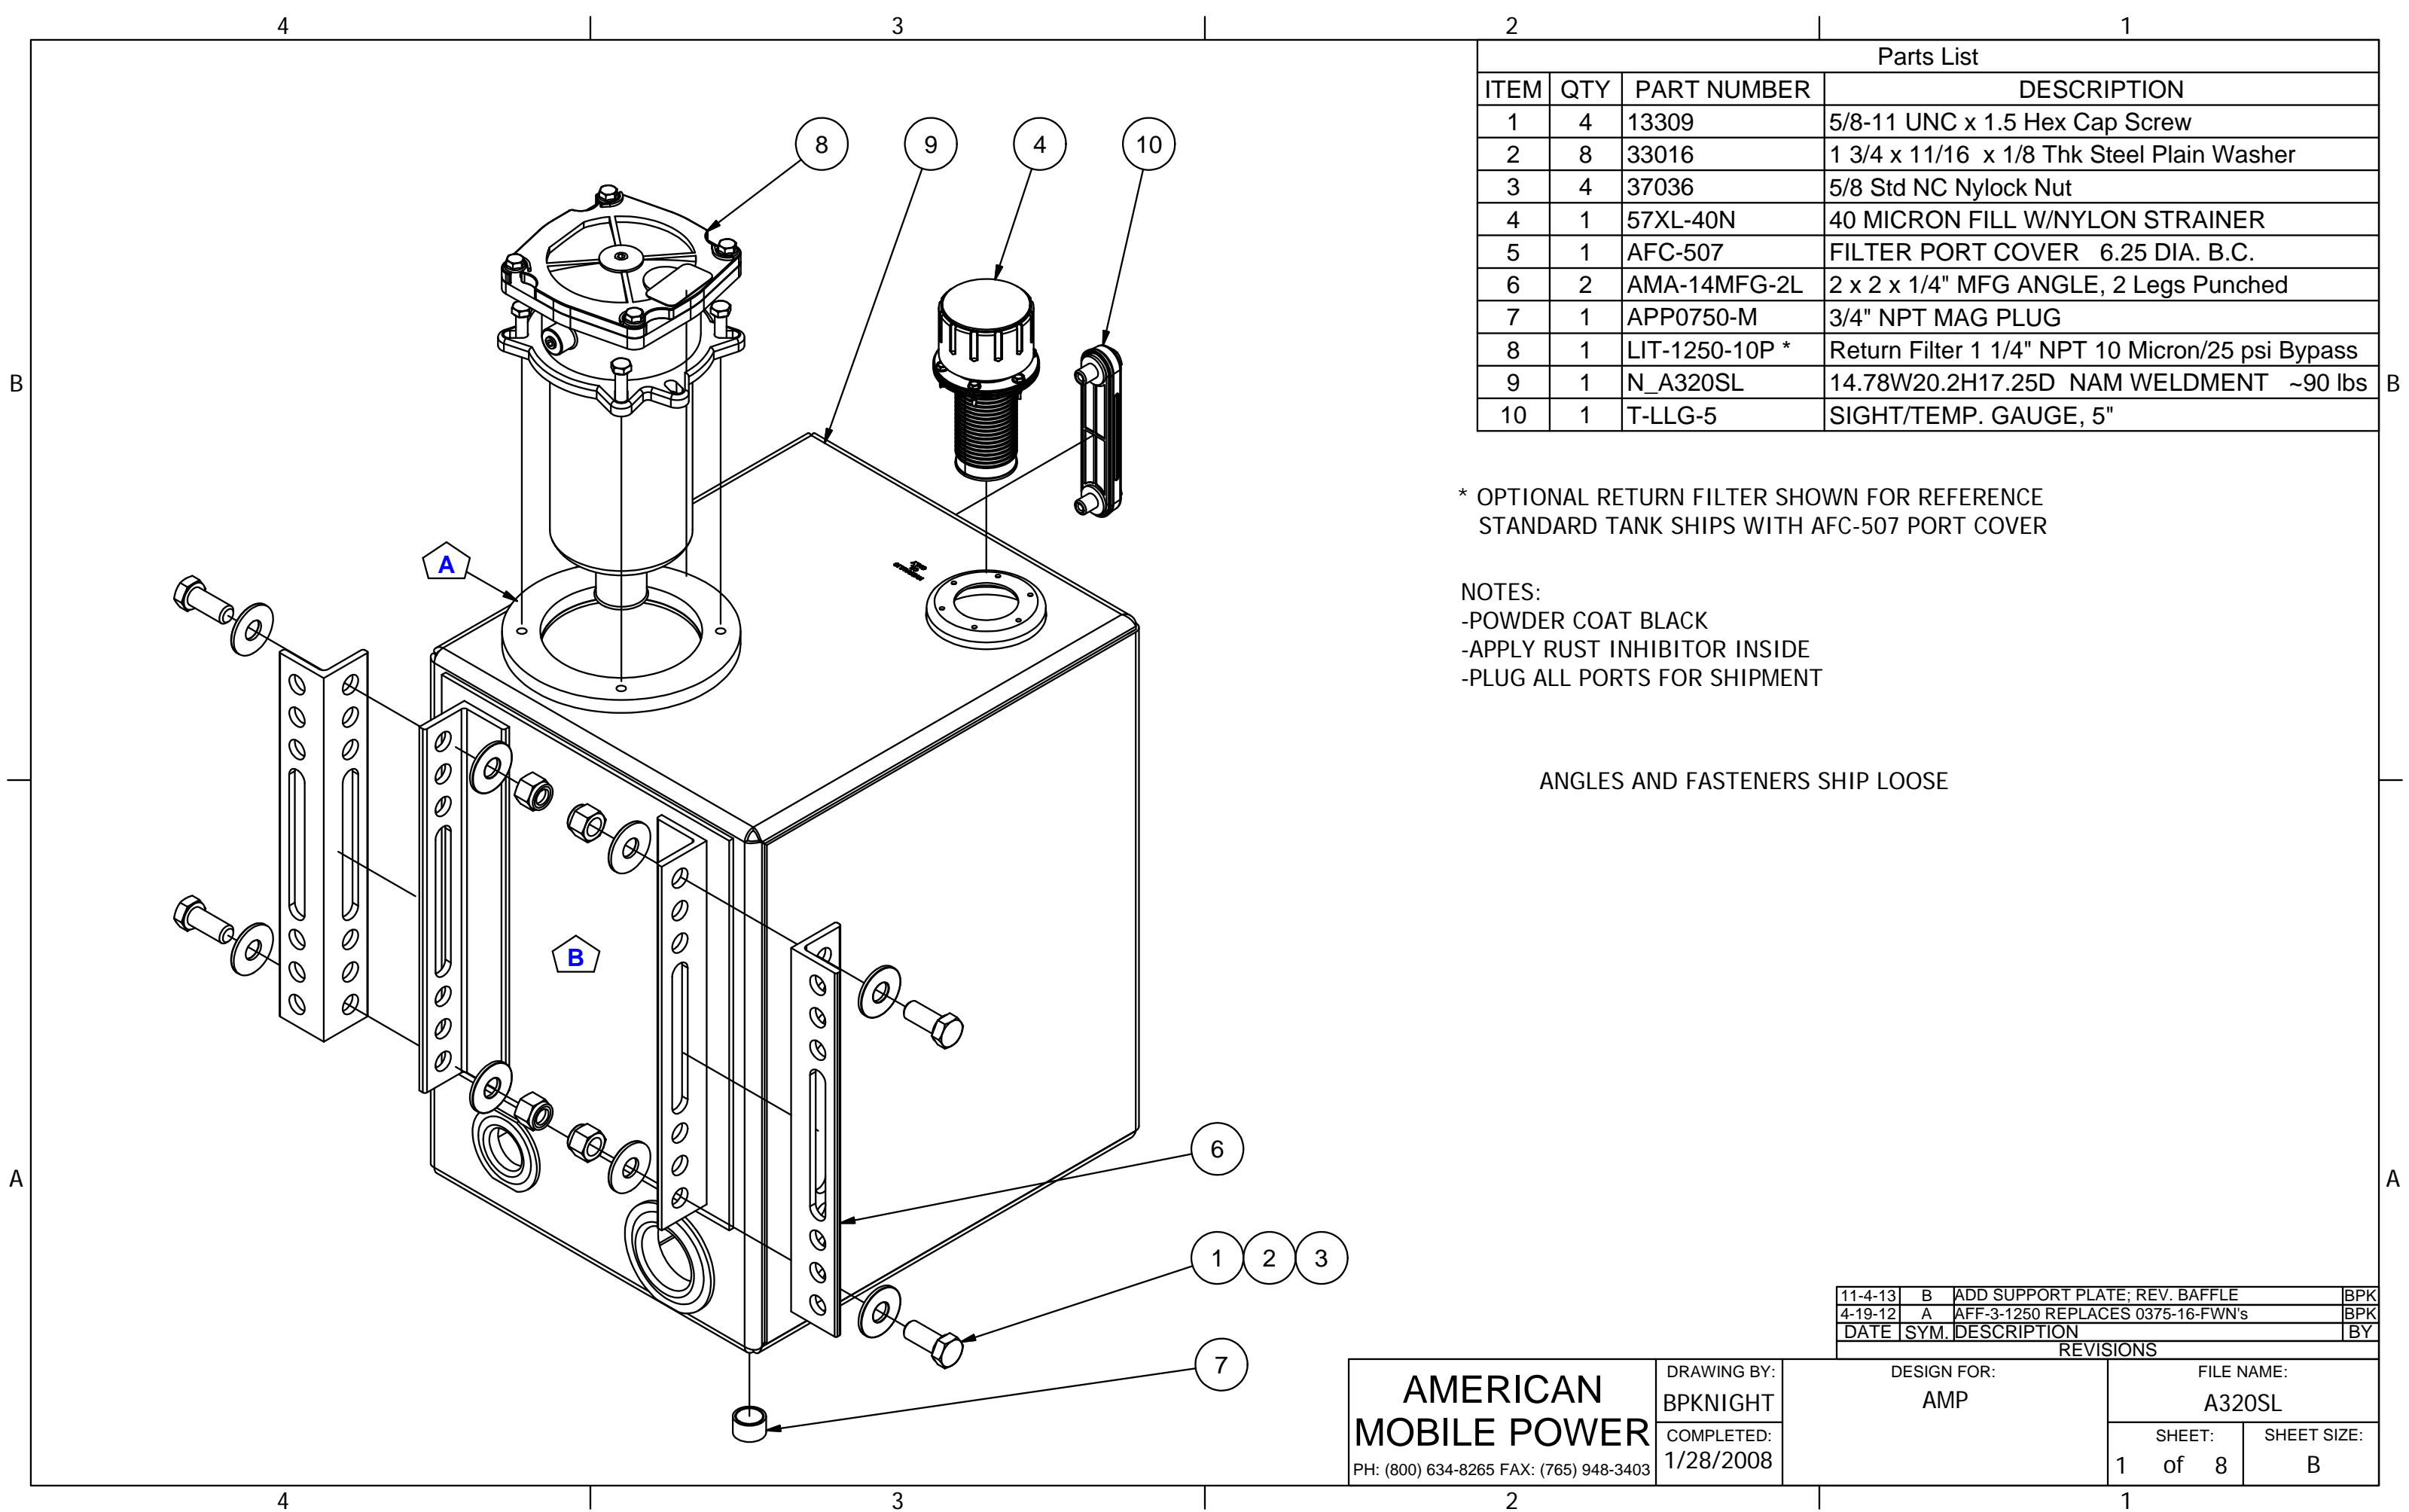 4 3 2 1
Parts List
ITEM QTY PART NUMBER DESCRIPTION
1 4 13309 5/8-11 UNC x 1.5 Hex Cap Screw
2 8 33016 1 3/4 x 11/16 x 1/8 Thk Steel Plain Washer
3 4 37036 5/8 Std NC Nylock Nut
4 1 57XL-40N 40 MICRON FILL W/NYLON STRAINER
5 1 AFC-507 FILTER PORT COVER 6.25 DIA. B.C.
6 2 AMA-14MFG-2L 2 x 2 x 1/4" MFG ANGLE, 2 Legs Punched
7 1 APP0750-M 3/4" NPT MAG PLUG
8 1 LIT-1250-10P * Return Filter 1 1/4" NPT 10 Micron/25 psi Bypass
9 1 N_A320SL 14.78W20.2H17.25D NAM WELDMENT ~90 lbs
10 1 T-LLG-5 SIGHT/TEMP. GAUGE, 5"
8 9 4 10
B B
* OPTIONAL RETURN FILTER SHOWN FOR REFERENCE
STANDARD TANK SHIPS WITH AFC-507 PORT COVER
A
NOTES:
-POWDER COAT BLACK
-APPLY RUST INHIBITOR INSIDE
-PLUG ALL PORTS FOR SHIPMENT
ANGLES AND FASTENERS SHIP LOOSE
B
6
A A
1 2 3
7
11-4-13 B ADD SUPPORT PLATE; REV. BAFFLE BPK
4-19-12 A AFF-3-1250 REPLACES 0375-16-FWN's BPK
DATE SYM. DESCRIPTION BY
REVISIONS
AMERICAN
MOBILE POWER
PH: (800) 634-8265 FAX: (765) 948-3403
DRAWING BY:
BPKNIGHT
COMPLETED:
1/28/2008
DESIGN FOR:
AMP
FILE NAME:
A320SL
SHEET:
1 of 8
SHEET SIZE:
B
4 3 2 1